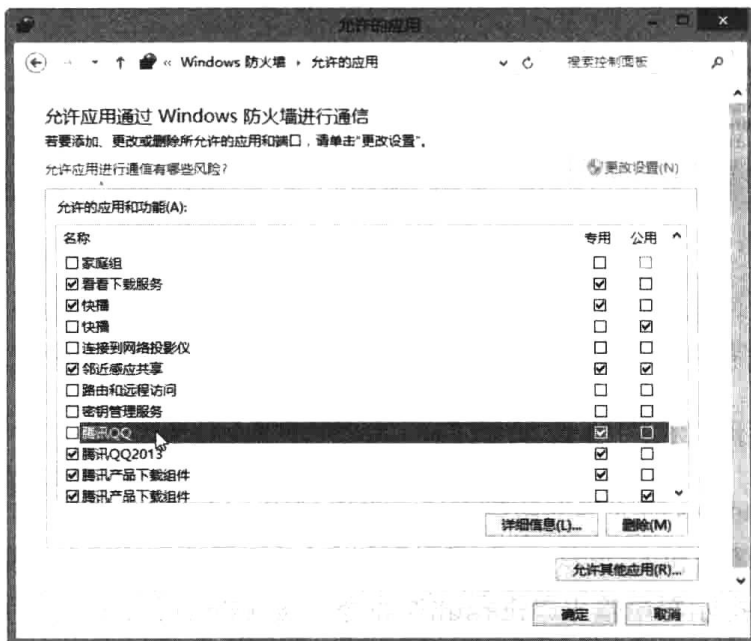 允许的应用
« Windows 防火墙 ▸ 允许的应用
搜索控制面板
允许应用通过 Windows 防火墙进行通信
若要添加、更改或删除所允许的应用和端口，请单击"更改设置"。
允许应用进行通信有哪些风险?
更改设置(N)
允许的应用和功能(A):
名称 专用 公用
家庭组
看看下载服务
快播
快播
连接到网络投影仪
邻近感应共享
路由和远程访问
密钥管理服务
腾讯QQ
腾讯QQ2013
腾讯产品下载组件
腾讯产品下载组件
详细信息(L)... 删除(M)
允许其他应用(R)...
确定 取消